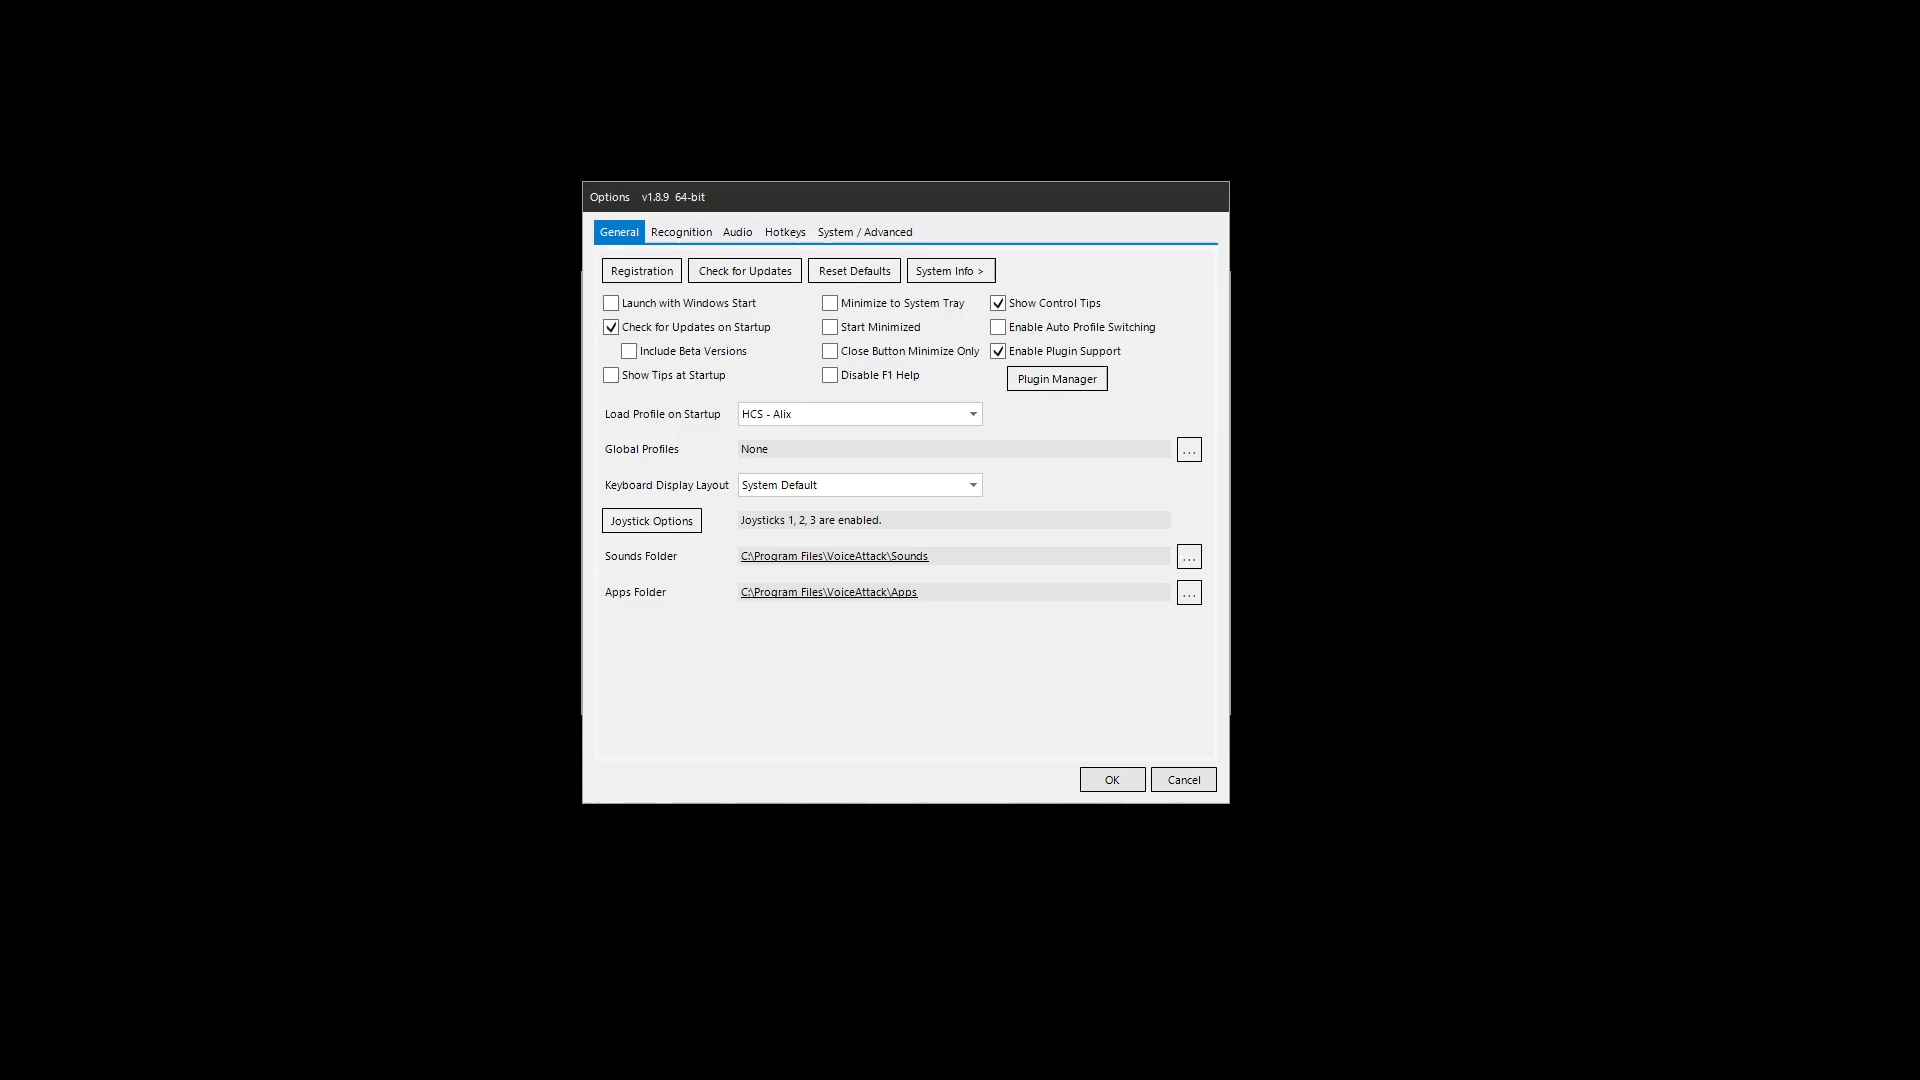 Options v1.8.9 64-bit
General Recognition Audio Hotkeys System / Advanced
Registration Check for Updates Reset Defaults System Info >
Launch with Windows Start Minimize to System Tray Show Control Tips
Check for Updates on Startup Start Minimized Enable Auto Profile Switching
Include Beta Versions Close Button Minimize Only Enable Plugin Support
Show Tips at Startup Disable F1 Help Plugin Manager
Load Profile on Startup HCS - Alix
Global Profiles None ...
Keyboard Display Layout System Default
Joystick Options Joysticks 1, 2, 3 are enabled.
Sounds Folder C:\Program Files\VoiceAttack\Sounds ...
Apps Folder C:\Program Files\VoiceAttack\Apps ...
OK Cancel